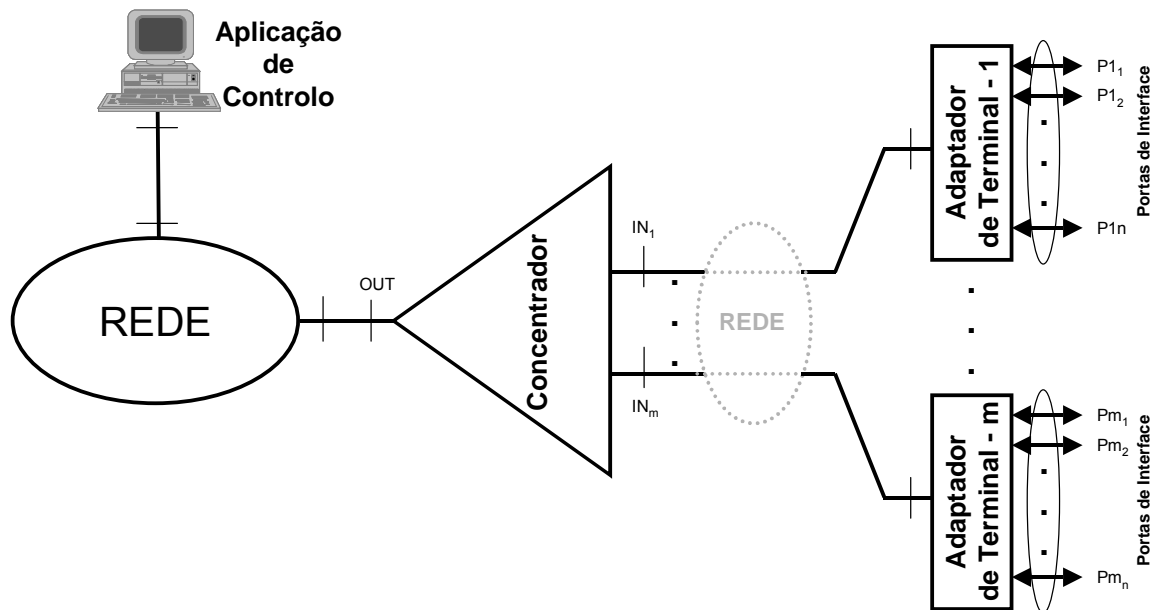 Aplicação
de
Controlo
REDE
OUT
Concentrador
IN₁
INₘ
REDE
Adaptador
de Terminal - 1
P1₁
P1₂
P1n
Portas de Interface
Adaptador
de Terminal - m
Pm₁
Pm₂
Pmₙ
Portas de Interface